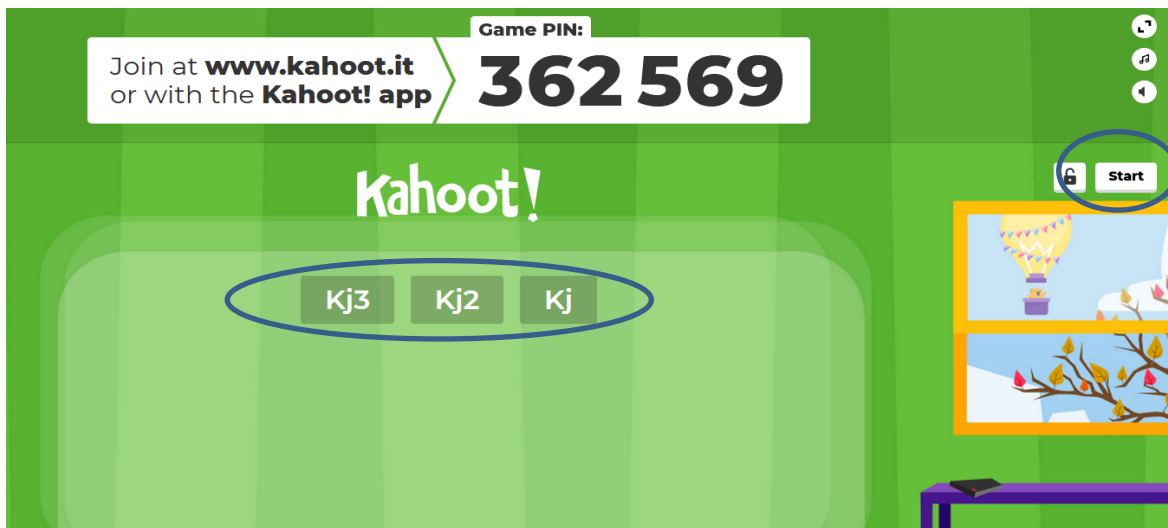 Game PIN:
Join at www.kahoot.it
or with the Kahoot! app
362 569
Start
Kahoot!
Kj3 Kj2 Kj